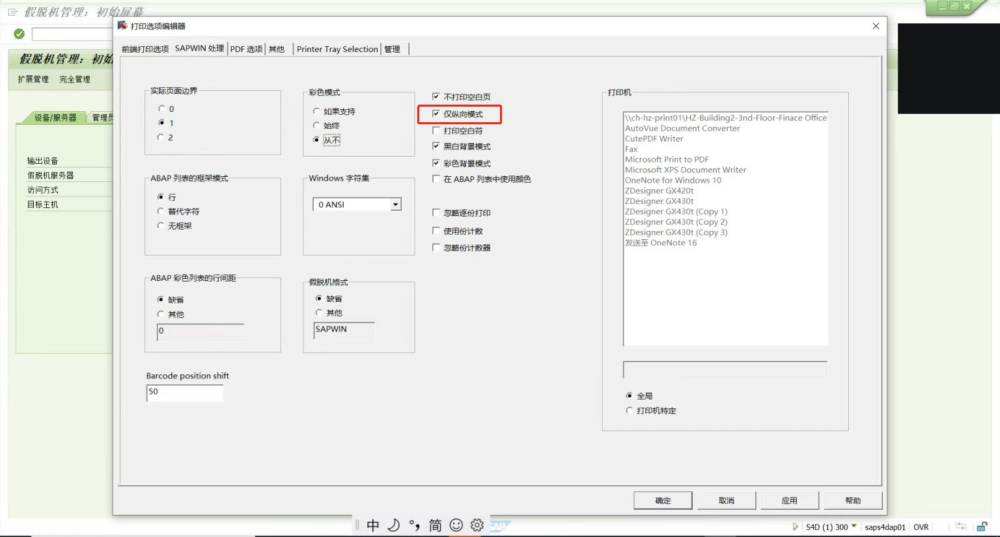 假脱机管理：初始屏幕
打印选项编辑器
前端打印选项
SAPWIN 处理
PDF 选项
其他
Printer Tray Selection
管理
假脱机管理：初始
扩展管理
完全管理
设备/服务器
管理员
输出设备
假脱机服务器
访问方式
目标主机
实际页面边界
0
1
2
ABAP 列表的框架模式
行
替代字符
无框架
ABAP 彩色列表的行间距
缺省
其他
0
Barcode position shift
50
彩色模式
如果支持
始终
从不
Windows 字符集
0 ANSI
假脱机格式
缺省
其他
SAPWIN
不打印空白页
仅纵向模式
打印空白符
黑白背景模式
彩色背景模式
在 ABAP 列表中使用颜色
忽略逐份打印
使用份计数
忽略份计数器
打印机
\\ch-hz-print01\HZ-Building2-3nd-Floor-Finace Office
AutoVue Document Converter
CutePDF Writer
Fax
Microsoft Print to PDF
Microsoft XPS Document Writer
OneNote for Windows 10
ZDesigner GX420t
ZDesigner GX430t
ZDesigner GX430t (Copy 1)
ZDesigner GX430t (Copy 2)
ZDesigner GX430t (Copy 3)
发送至 OneNote 16
全局
打印机特定
确定
取消
应用
帮助
中
°,
简
SAP
S4D (1) 300
saps4dap01
OVR